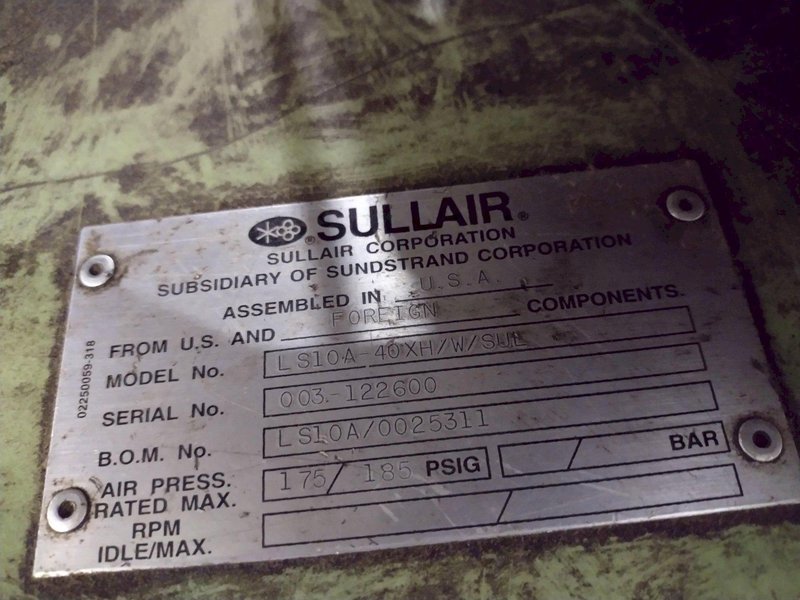 SULLAIR®
SULLAIR CORPORATION
SUBSIDIARY OF SUNDSTRAND CORPORATION
ASSEMBLED IN U.S.A.
FROM U.S. AND FOREIGN COMPONENTS.
MODEL No. LS10A-40XH/W/SUL
SERIAL No. 003-122600
B.O.M. No. LS10A/0025311
AIR PRESS. RATED MAX. 175/185 PSIG / BAR
RPM IDLE/MAX. /
02250059-318